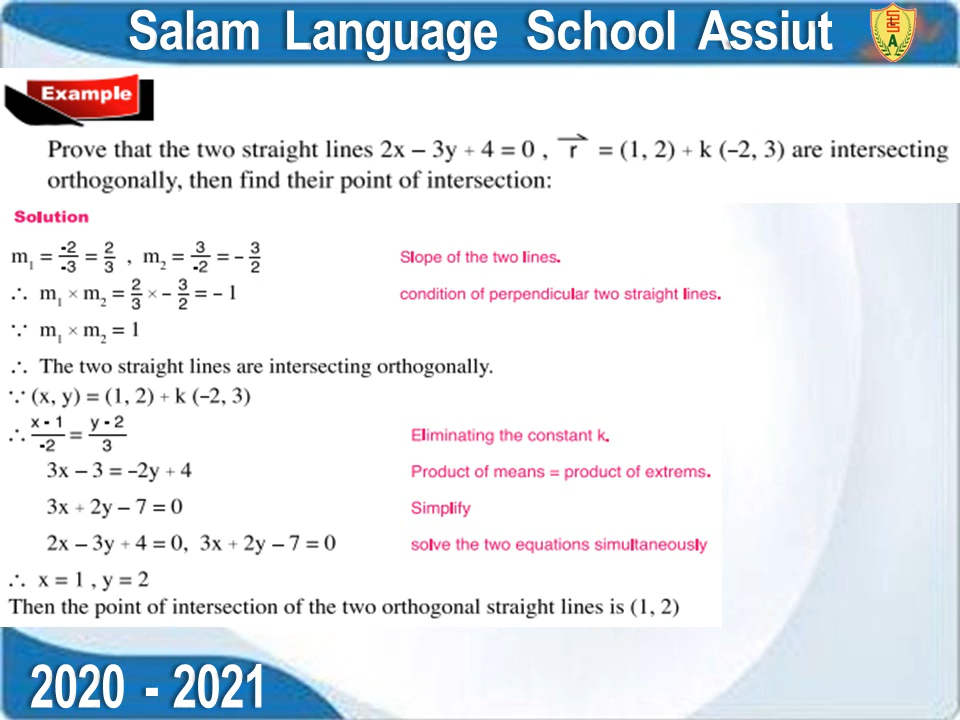 Salam Language School Assiut
Example
Prove that the two straight lines 2x – 3y + 4 = 0 , r⃗ = (1, 2) + k (–2, 3) are intersecting
orthogonally, then find their point of intersection:
Solution
m₁ = -2/-3 = 2/3 , m₂ = 3/-2 = – 3/2 Slope of the two lines.
∴ m₁ × m₂ = 2/3 × – 3/2 = – 1 condition of perpendicular two straight lines.
∵ m₁ × m₂ = 1
∴ The two straight lines are intersecting orthogonally.
∵ (x, y) = (1, 2) + k (–2, 3)
∴ x - 1/-2 = y - 2/3 Eliminating the constant k.
3x – 3 = –2y + 4 Product of means = product of extrems.
3x + 2y – 7 = 0 Simplify
2x – 3y + 4 = 0, 3x + 2y – 7 = 0 solve the two equations simultaneously
∴ x = 1 , y = 2
Then the point of intersection of the two orthogonal straight lines is (1, 2)
2020 - 2021